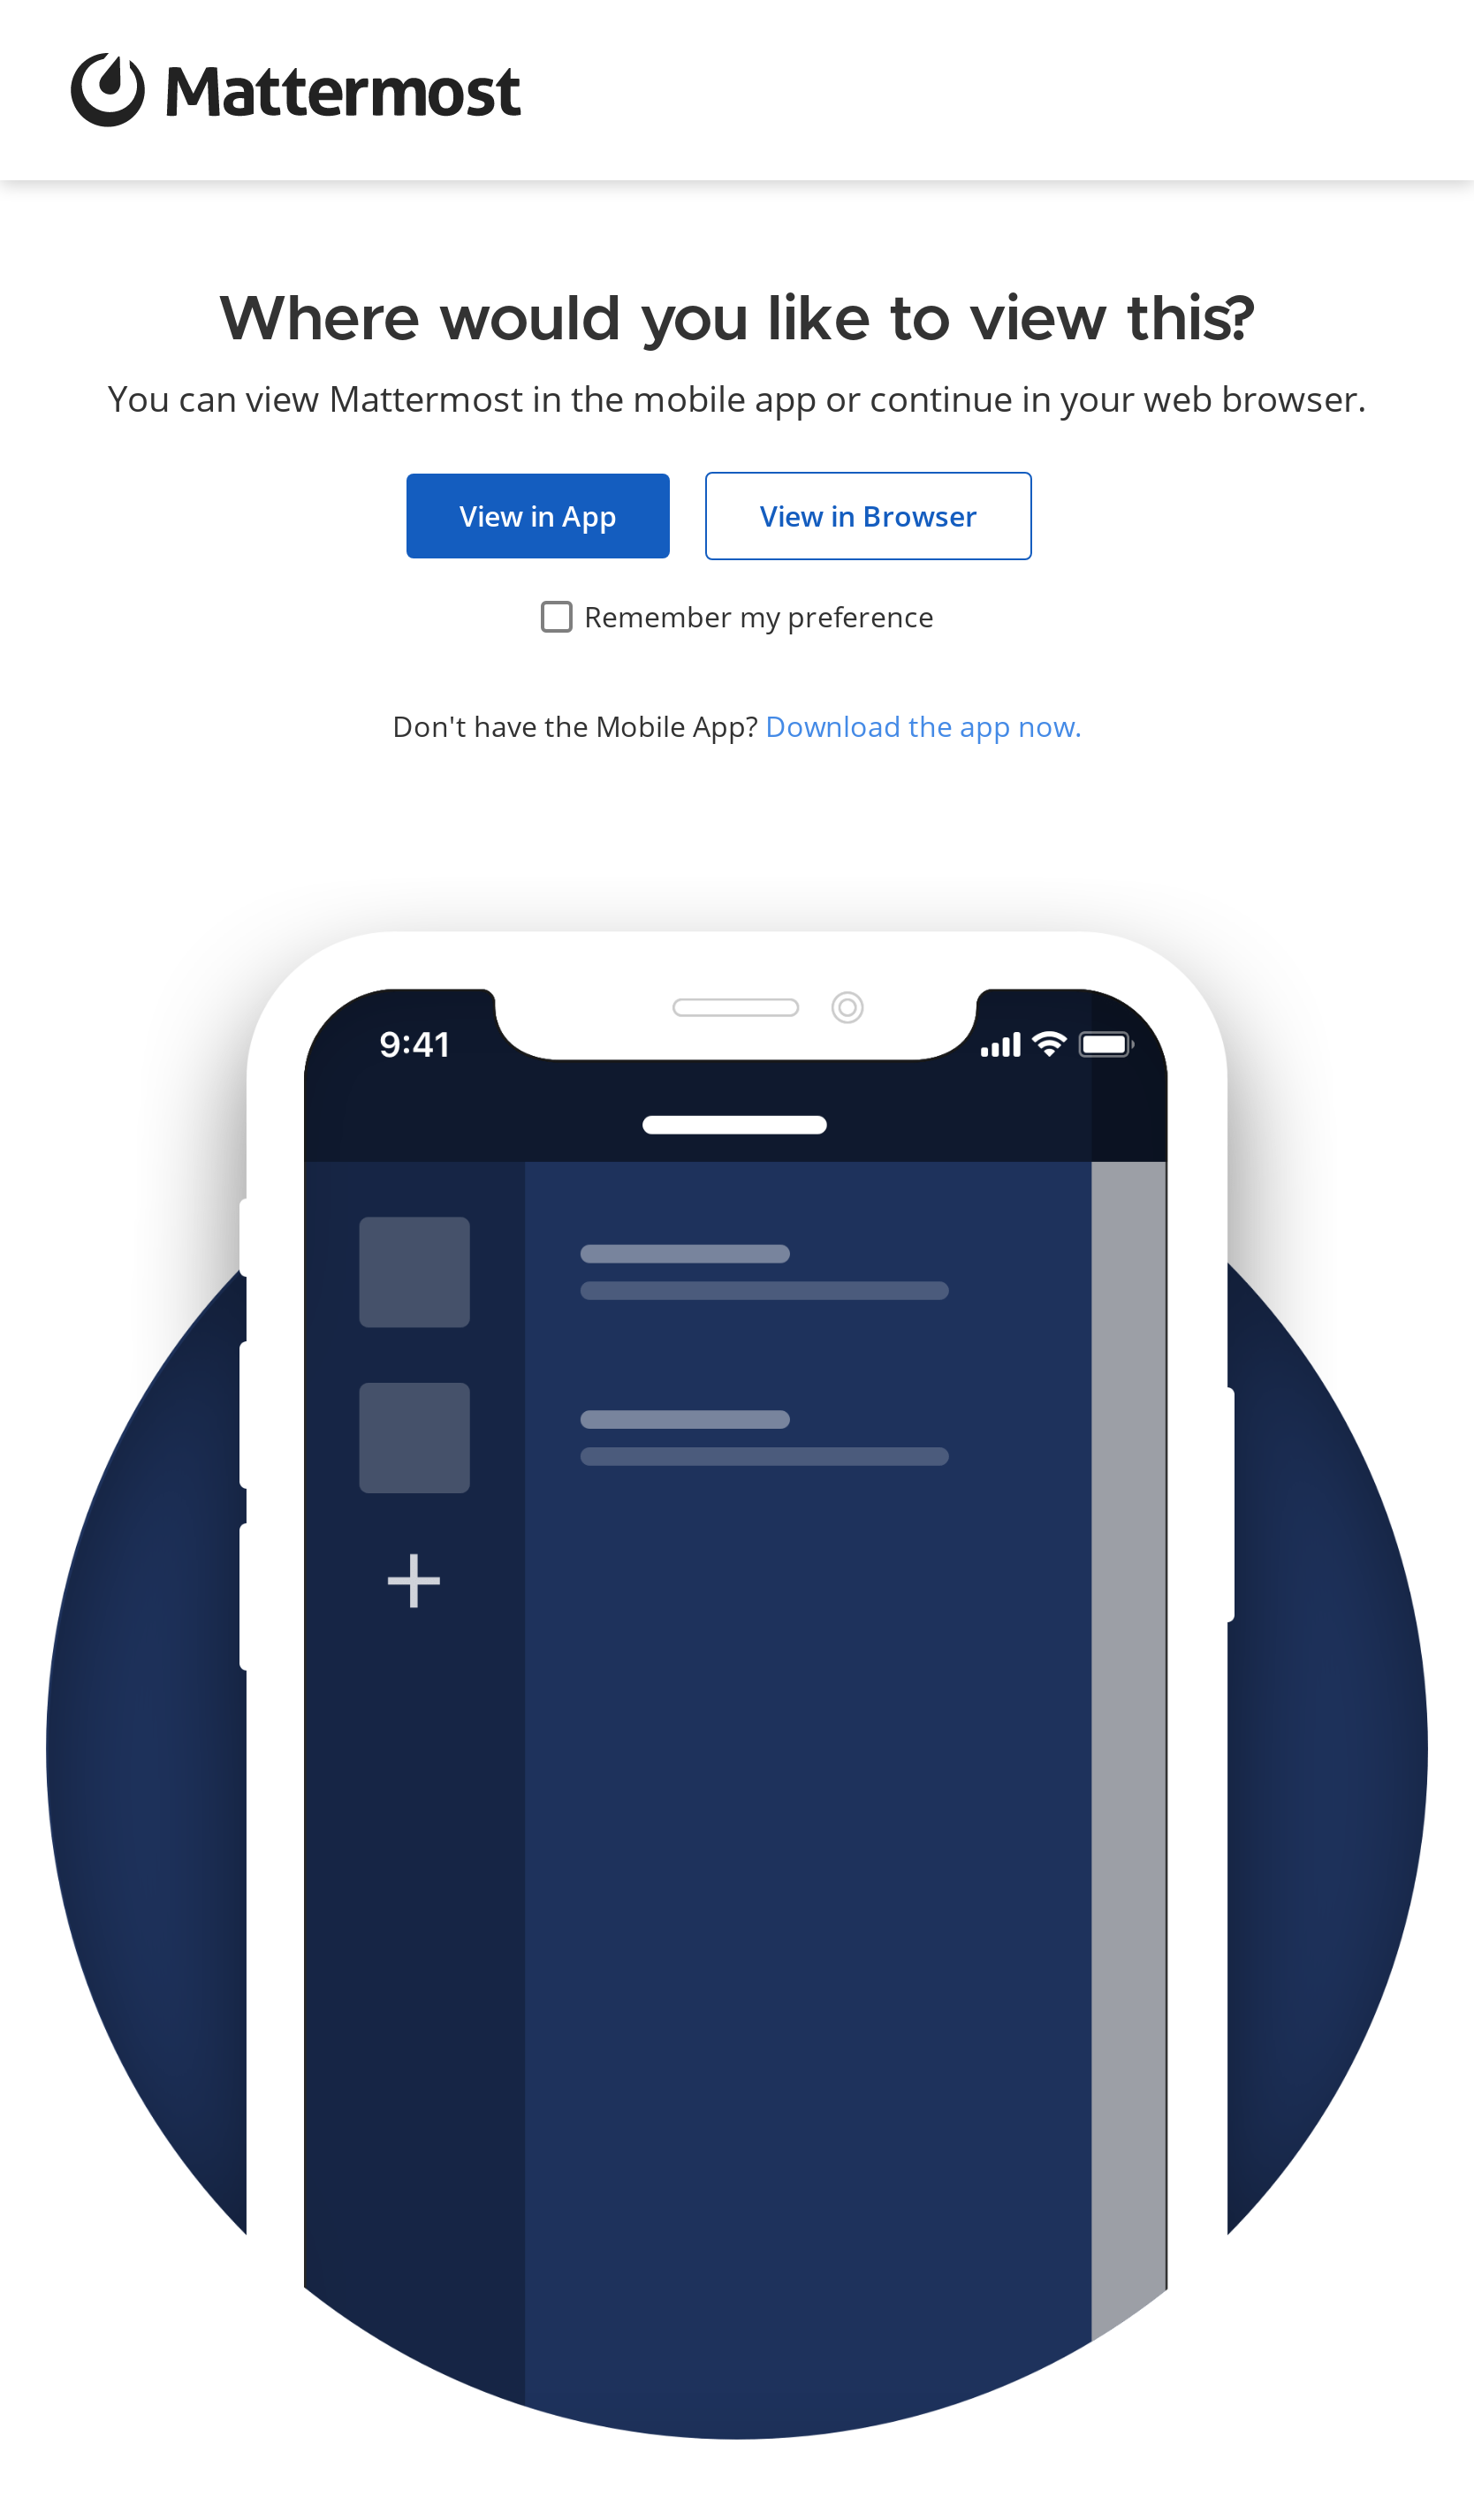 Mattermost
Where would you like to view this?
You can view Mattermost in the mobile app or continue in your web browser.
View in App
View in Browser
Remember my preference
Don't have the Mobile App? Download the app now.
9:41